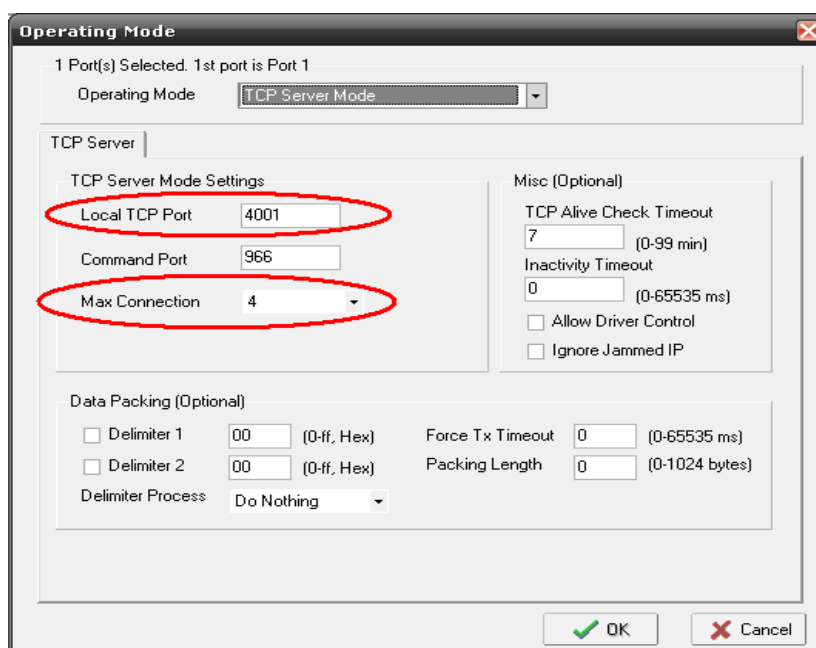 Operating Mode
1 Port(s) Selected. 1st port is Port 1
Operating Mode TCP Server Mode
TCP Server
TCP Server Mode Settings
Local TCP Port 4001
Command Port 966
Max Connection 4
Misc (Optional)
TCP Alive Check Timeout
7 (0-99 min)
Inactivity Timeout
0 (0-65535 ms)
Allow Driver Control
Ignore Jammed IP
Data Packing (Optional)
Delimiter 1 00 (0-ff, Hex) Force Tx Timeout 0 (0-65535 ms)
Delimiter 2 00 (0-ff, Hex) Packing Length 0 (0-1024 bytes)
Delimiter Process Do Nothing
OK Cancel